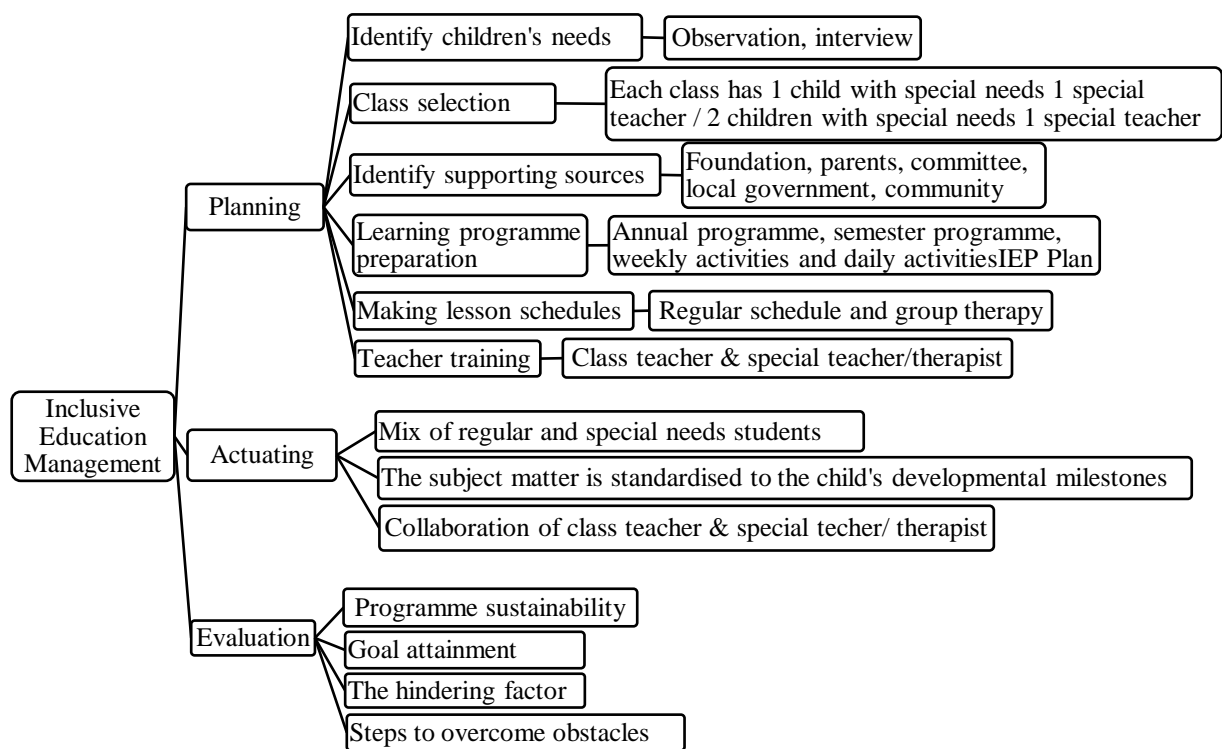 Identify children's needs
Observation, interview
Class selection
Each class has 1 child with special needs 1 special
teacher / 2 children with special needs 1 special teacher
Identify supporting sources
Foundation, parents, committee,
local government, community
Planning
Learning programme
preparation
Annual programme, semester programme,
weekly activities and daily activitiesIEP Plan
Making lesson schedules
Regular schedule and group therapy
Teacher training
Class teacher & special teacher/therapist
Inclusive
Education
Management
Actuating
Mix of regular and special needs students
The subject matter is standardised to the child's developmental milestones
Collaboration of class teacher & special techer/ therapist
Evaluation
Programme sustainability
Goal attainment
The hindering factor
Steps to overcome obstacles